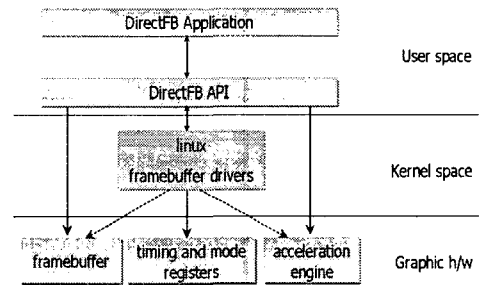 DirectFB Application
User space
DirectFB API
linux
framebuffer drivers
Kernel space
framebuffer
timing and mode
registers
acceleration
engine
Graphic h/w